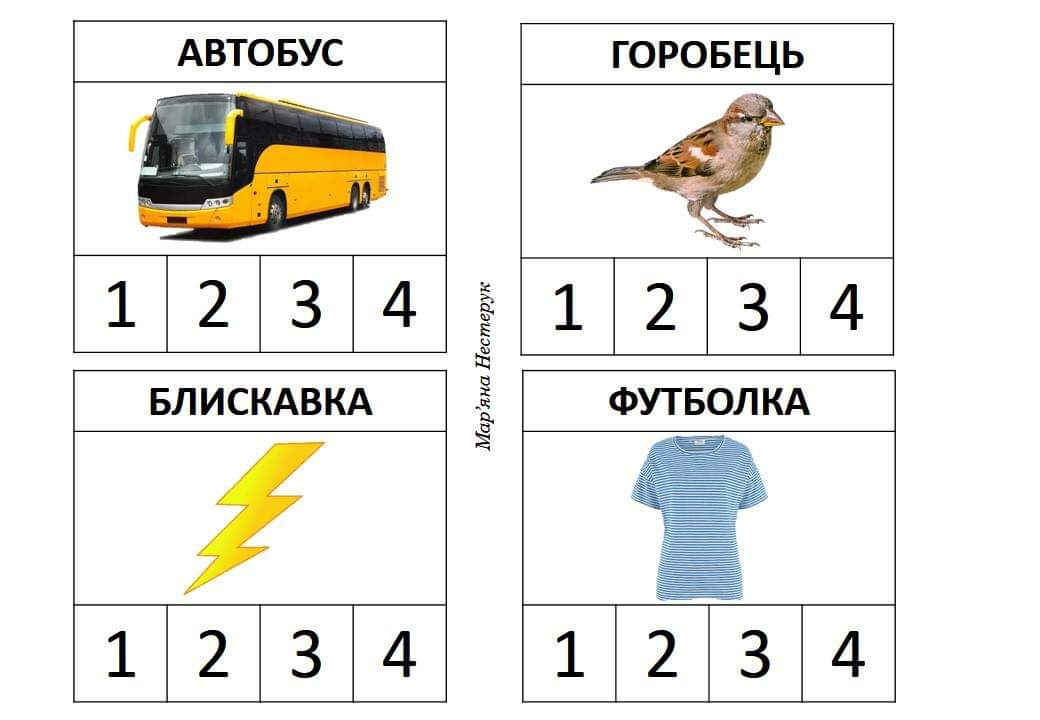 АВТОБУС
1 2 3 4
ГОРОБЕЦЬ
1 2 3 4
Мар’яна Нестерук
БЛИСКАВКА
1 2 3 4
ФУТБОЛКА
1 2 3 4